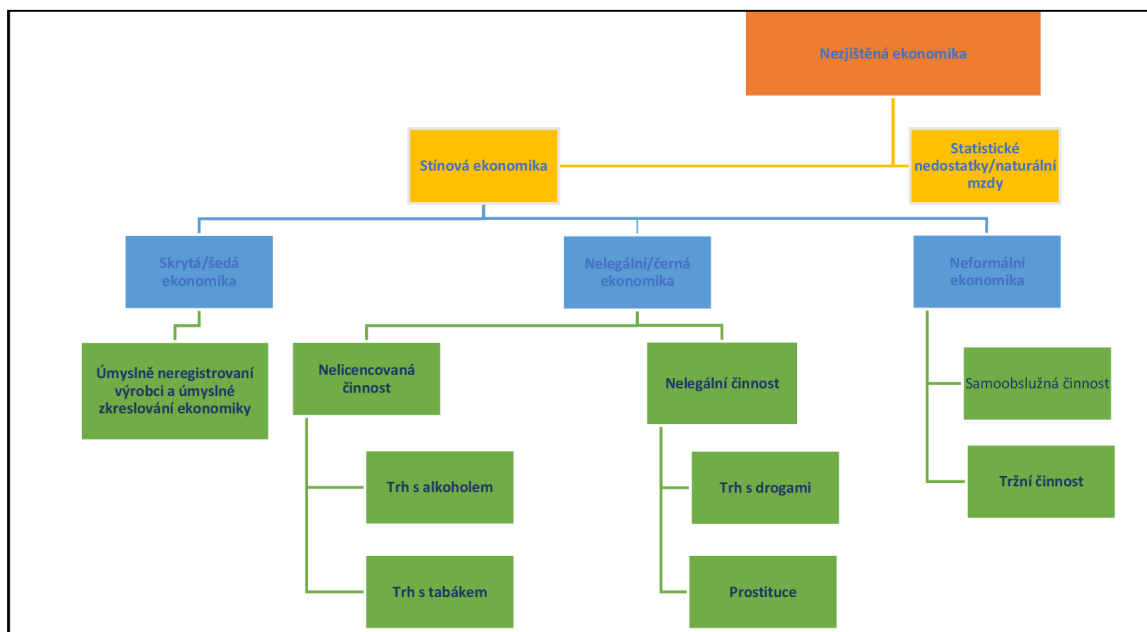 Nezjištěná ekonomika
Stínová ekonomika
Statistické
nedostatky/naturální
mzdy
Skrytá/šedá
ekonomika
Nelegální/černá
ekonomika
Neformální
ekonomika
Úmyslně neregistrovaní
výrobci a úmyslné
zkreslování ekonomiky
Nelicencovaná
činnost
Nelegální činnost
Samoobslužná činnost
Trh s alkoholem
Trh s drogami
Tržní činnost
Trh s tabákem
Prostituce